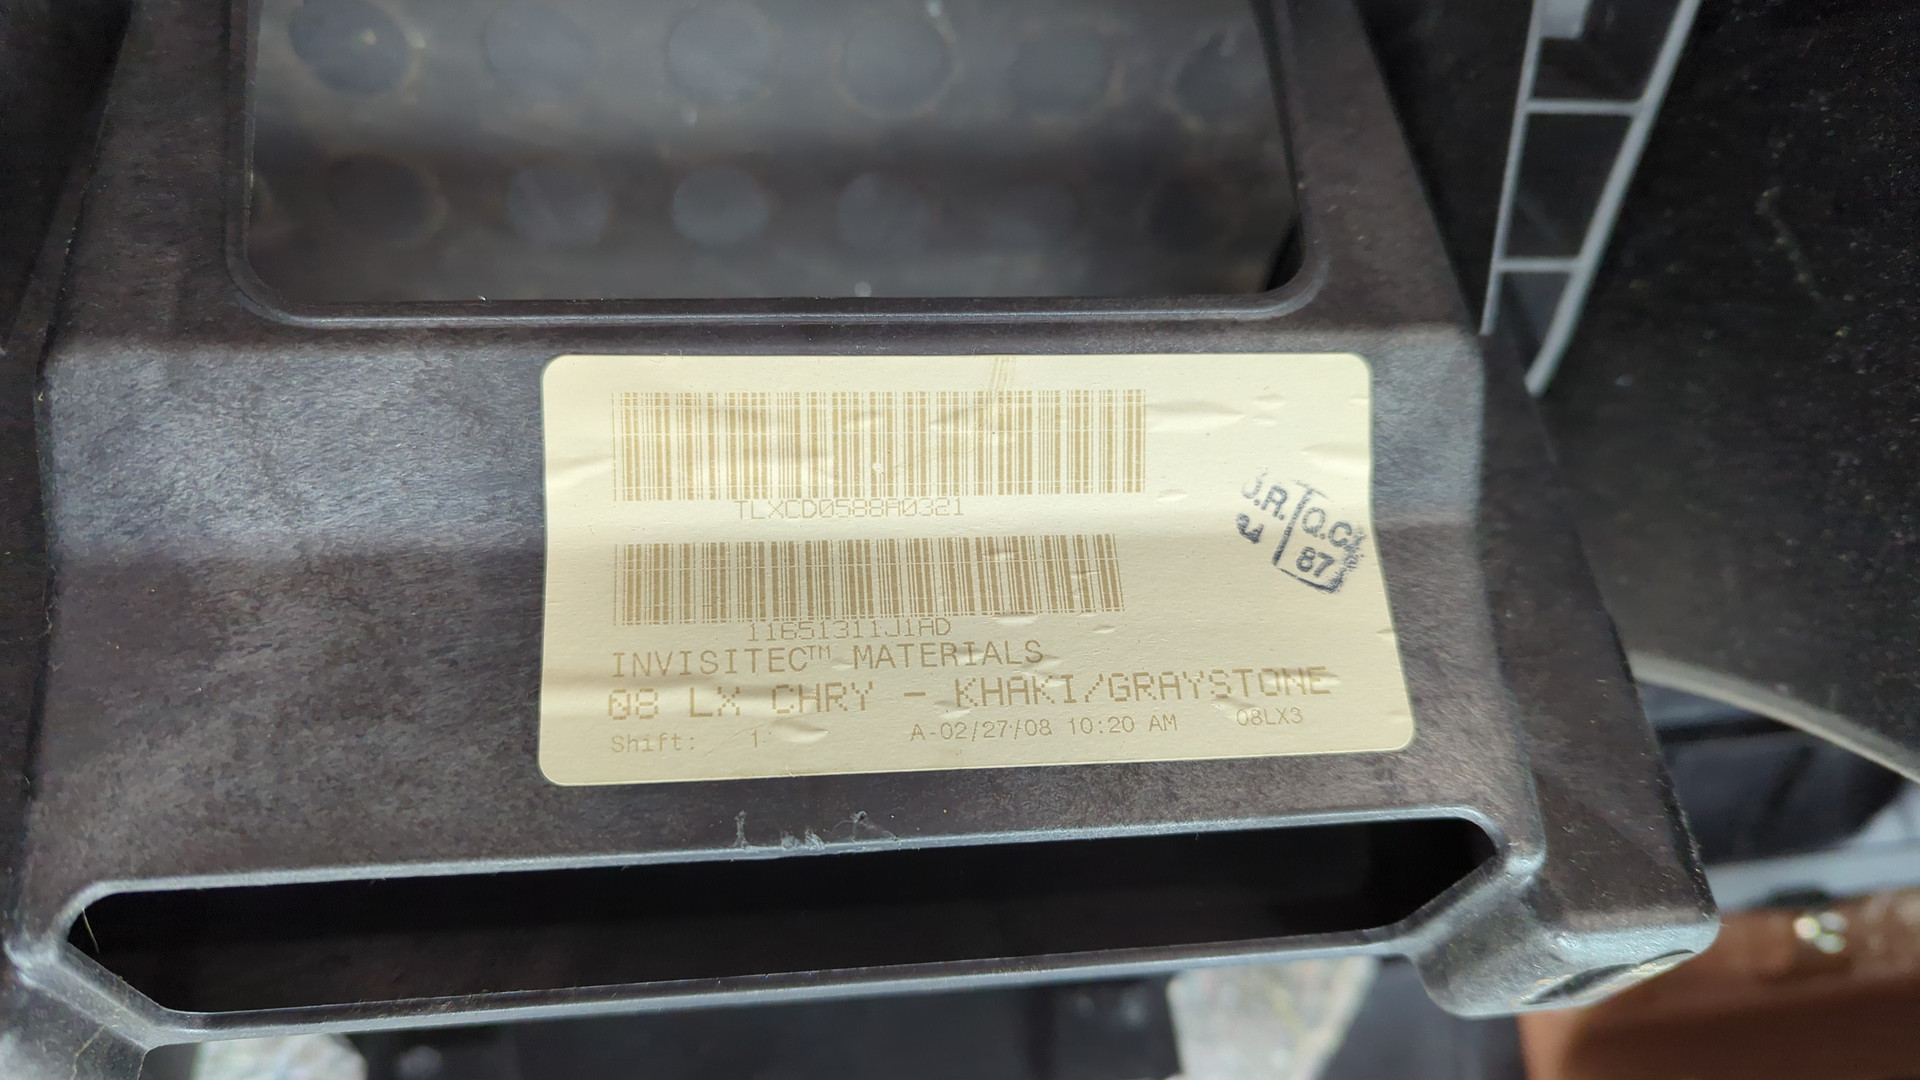 TLXCD0588A0321
11651311J1AD
INVISITEC™ MATERIALS
08 LX CHRY - KHAKI/GRAYSTONE
Shift: 1 A-02/27/08 10:20 AM 08LX3
J.R. Q.C.
87